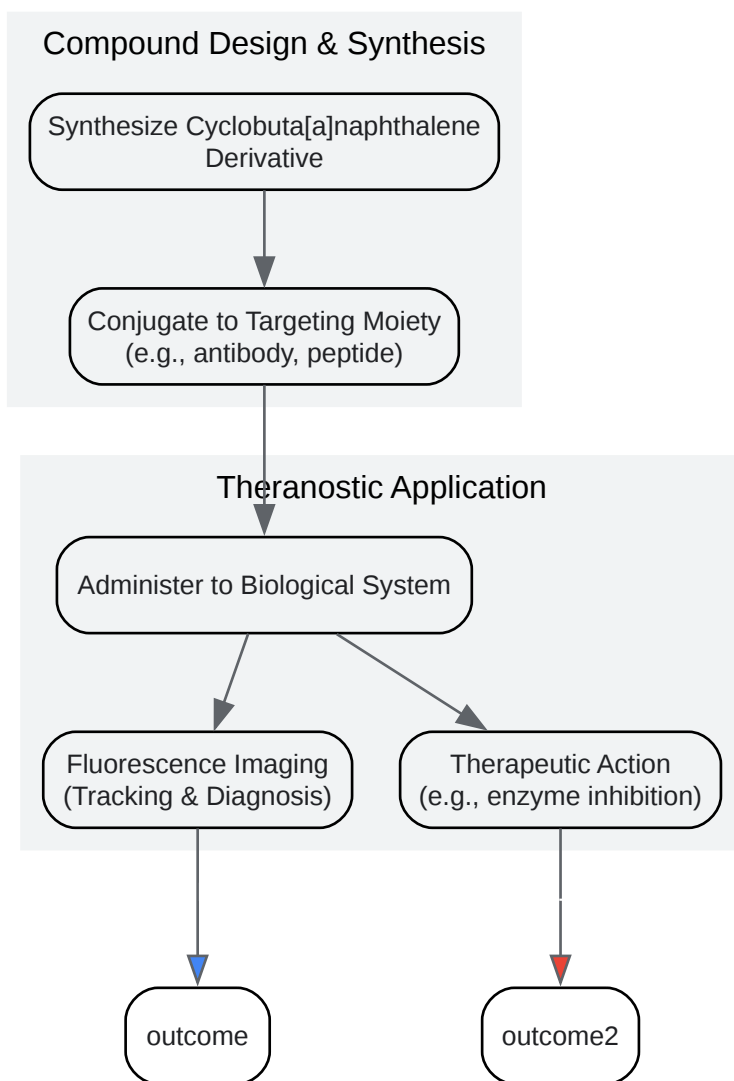 Compound Design & Synthesis
Synthesize Cyclobuta[a]naphthalene
Derivative
Conjugate to Targeting Moiety
(e.g., antibody, peptide)
Theranostic Application
Administer to Biological System
Fluorescence Imaging
(Tracking & Diagnosis)
Therapeutic Action
(e.g., enzyme inhibition)
outcome
outcome2